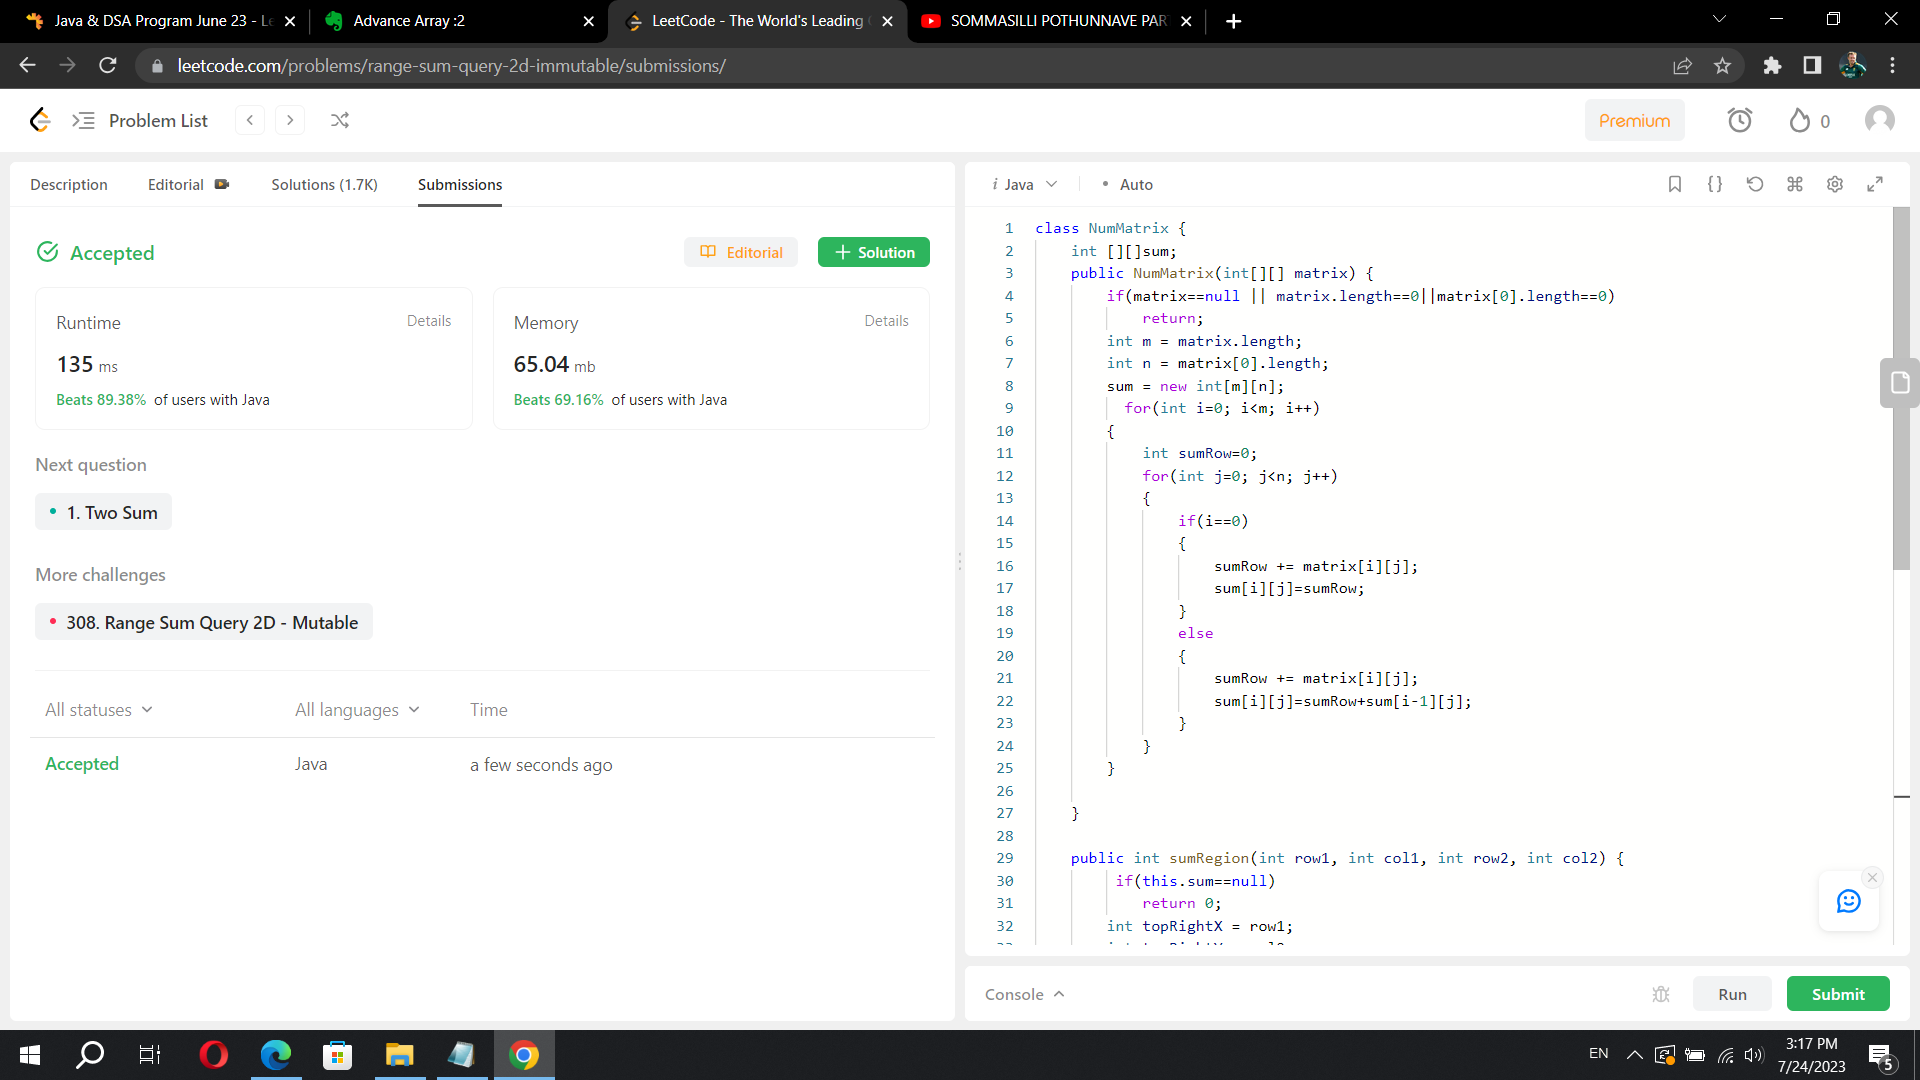 Java & DSA Program June 23 - Le
Advance Array :2
LeetCode - The World's Leading
SOMMASILLI POTHUNNAVE PAR
leetcode.com/problems/range-sum-query-2d-immutable/submissions/
Problem List
Premium
0
Description
Editorial
Solutions (1.7K)
Submissions
Accepted
Editorial
+ Solution
Runtime
Details
135 ms
Beats 89.38% of users with Java
Memory
Details
65.04 mb
Beats 69.16% of users with Java
Next question
• 1. Two Sum
More challenges
• 308. Range Sum Query 2D - Mutable
All statuses
All languages
Time
Accepted
Java
a few seconds ago
i Java
• Auto
1 class NumMatrix {
2 int [][]sum;
3 public NumMatrix(int[][] matrix) {
4 if(matrix==null || matrix.length==0||matrix[0].length==0)
5 return;
6 int m = matrix.length;
7 int n = matrix[0].length;
8 sum = new int[m][n];
9 for(int i=0; i<m; i++)
10 {
11 int sumRow=0;
12 for(int j=0; j<n; j++)
13 {
14 if(i==0)
15 {
16 sumRow += matrix[i][j];
17 sum[i][j]=sumRow;
18 }
19 else
20 {
21 sumRow += matrix[i][j];
22 sum[i][j]=sumRow+sum[i-1][j];
23 }
24 }
25 }
26
27 }
28
29 public int sumRegion(int row1, int col1, int row2, int col2) {
30 if(this.sum==null)
31 return 0;
32 int topRightX = row1;
Console
Run
Submit
EN
3:17 PM
7/24/2023
5